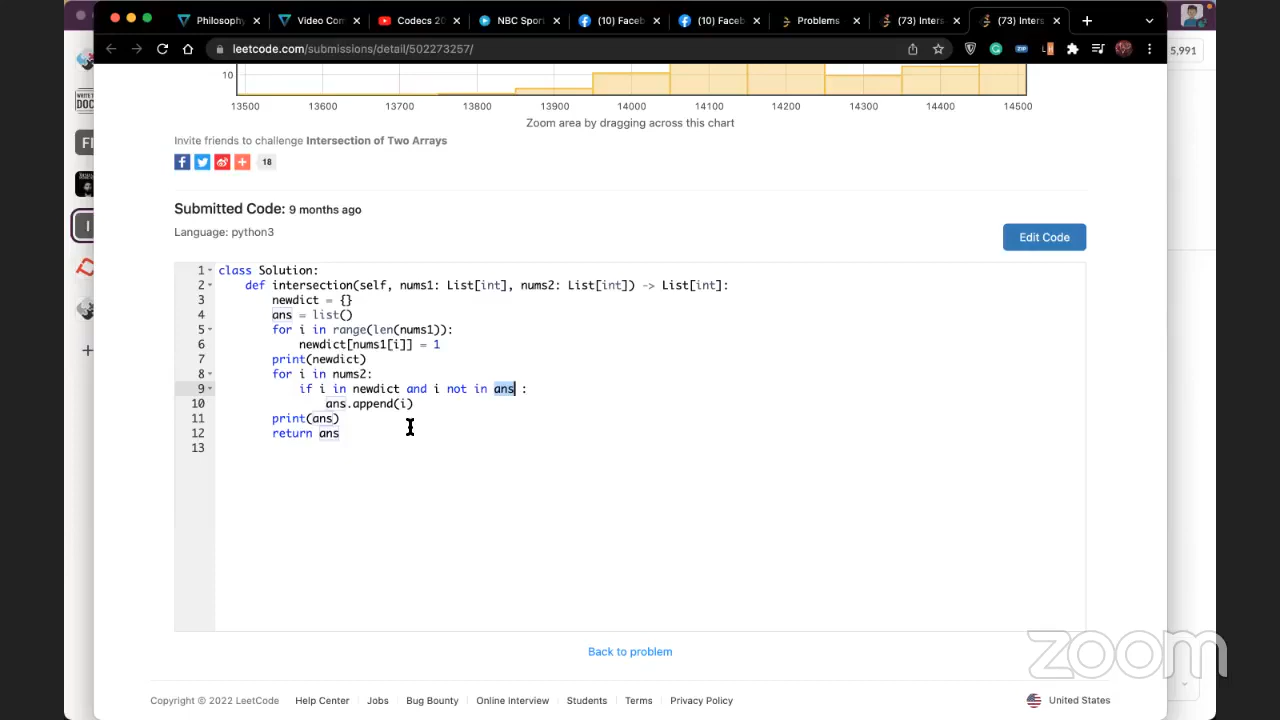 Philosophy
Video Com
Codecs 20
NBC Sport
(10) Faceb
(10) Faceb
Problems
(73) Inters
(73) Inters
leetcode.com/submissions/detail/502273257/
5,991
10
13500 13600 13700 13800 13900 14000 14100 14200 14300 14400 14500
Zoom area by dragging across this chart
Invite friends to challenge Intersection of Two Arrays
18
Submitted Code: 9 months ago
Language: python3
Edit Code
1 class Solution:
2 def intersection(self, nums1: List[int], nums2: List[int]) -> List[int]:
3 newdict = {}
4 ans = list()
5 for i in range(len(nums1)):
6 newdict[nums1[i]] = 1
7 print(newdict)
8 for i in nums2:
9 if i in newdict and i not in ans :
10 ans.append(i)
11 print(ans)
12 return ans
13
Back to problem
zoom
Copyright © 2022 LeetCode Help Center Jobs Bug Bounty Online Interview Students Terms Privacy Policy United States